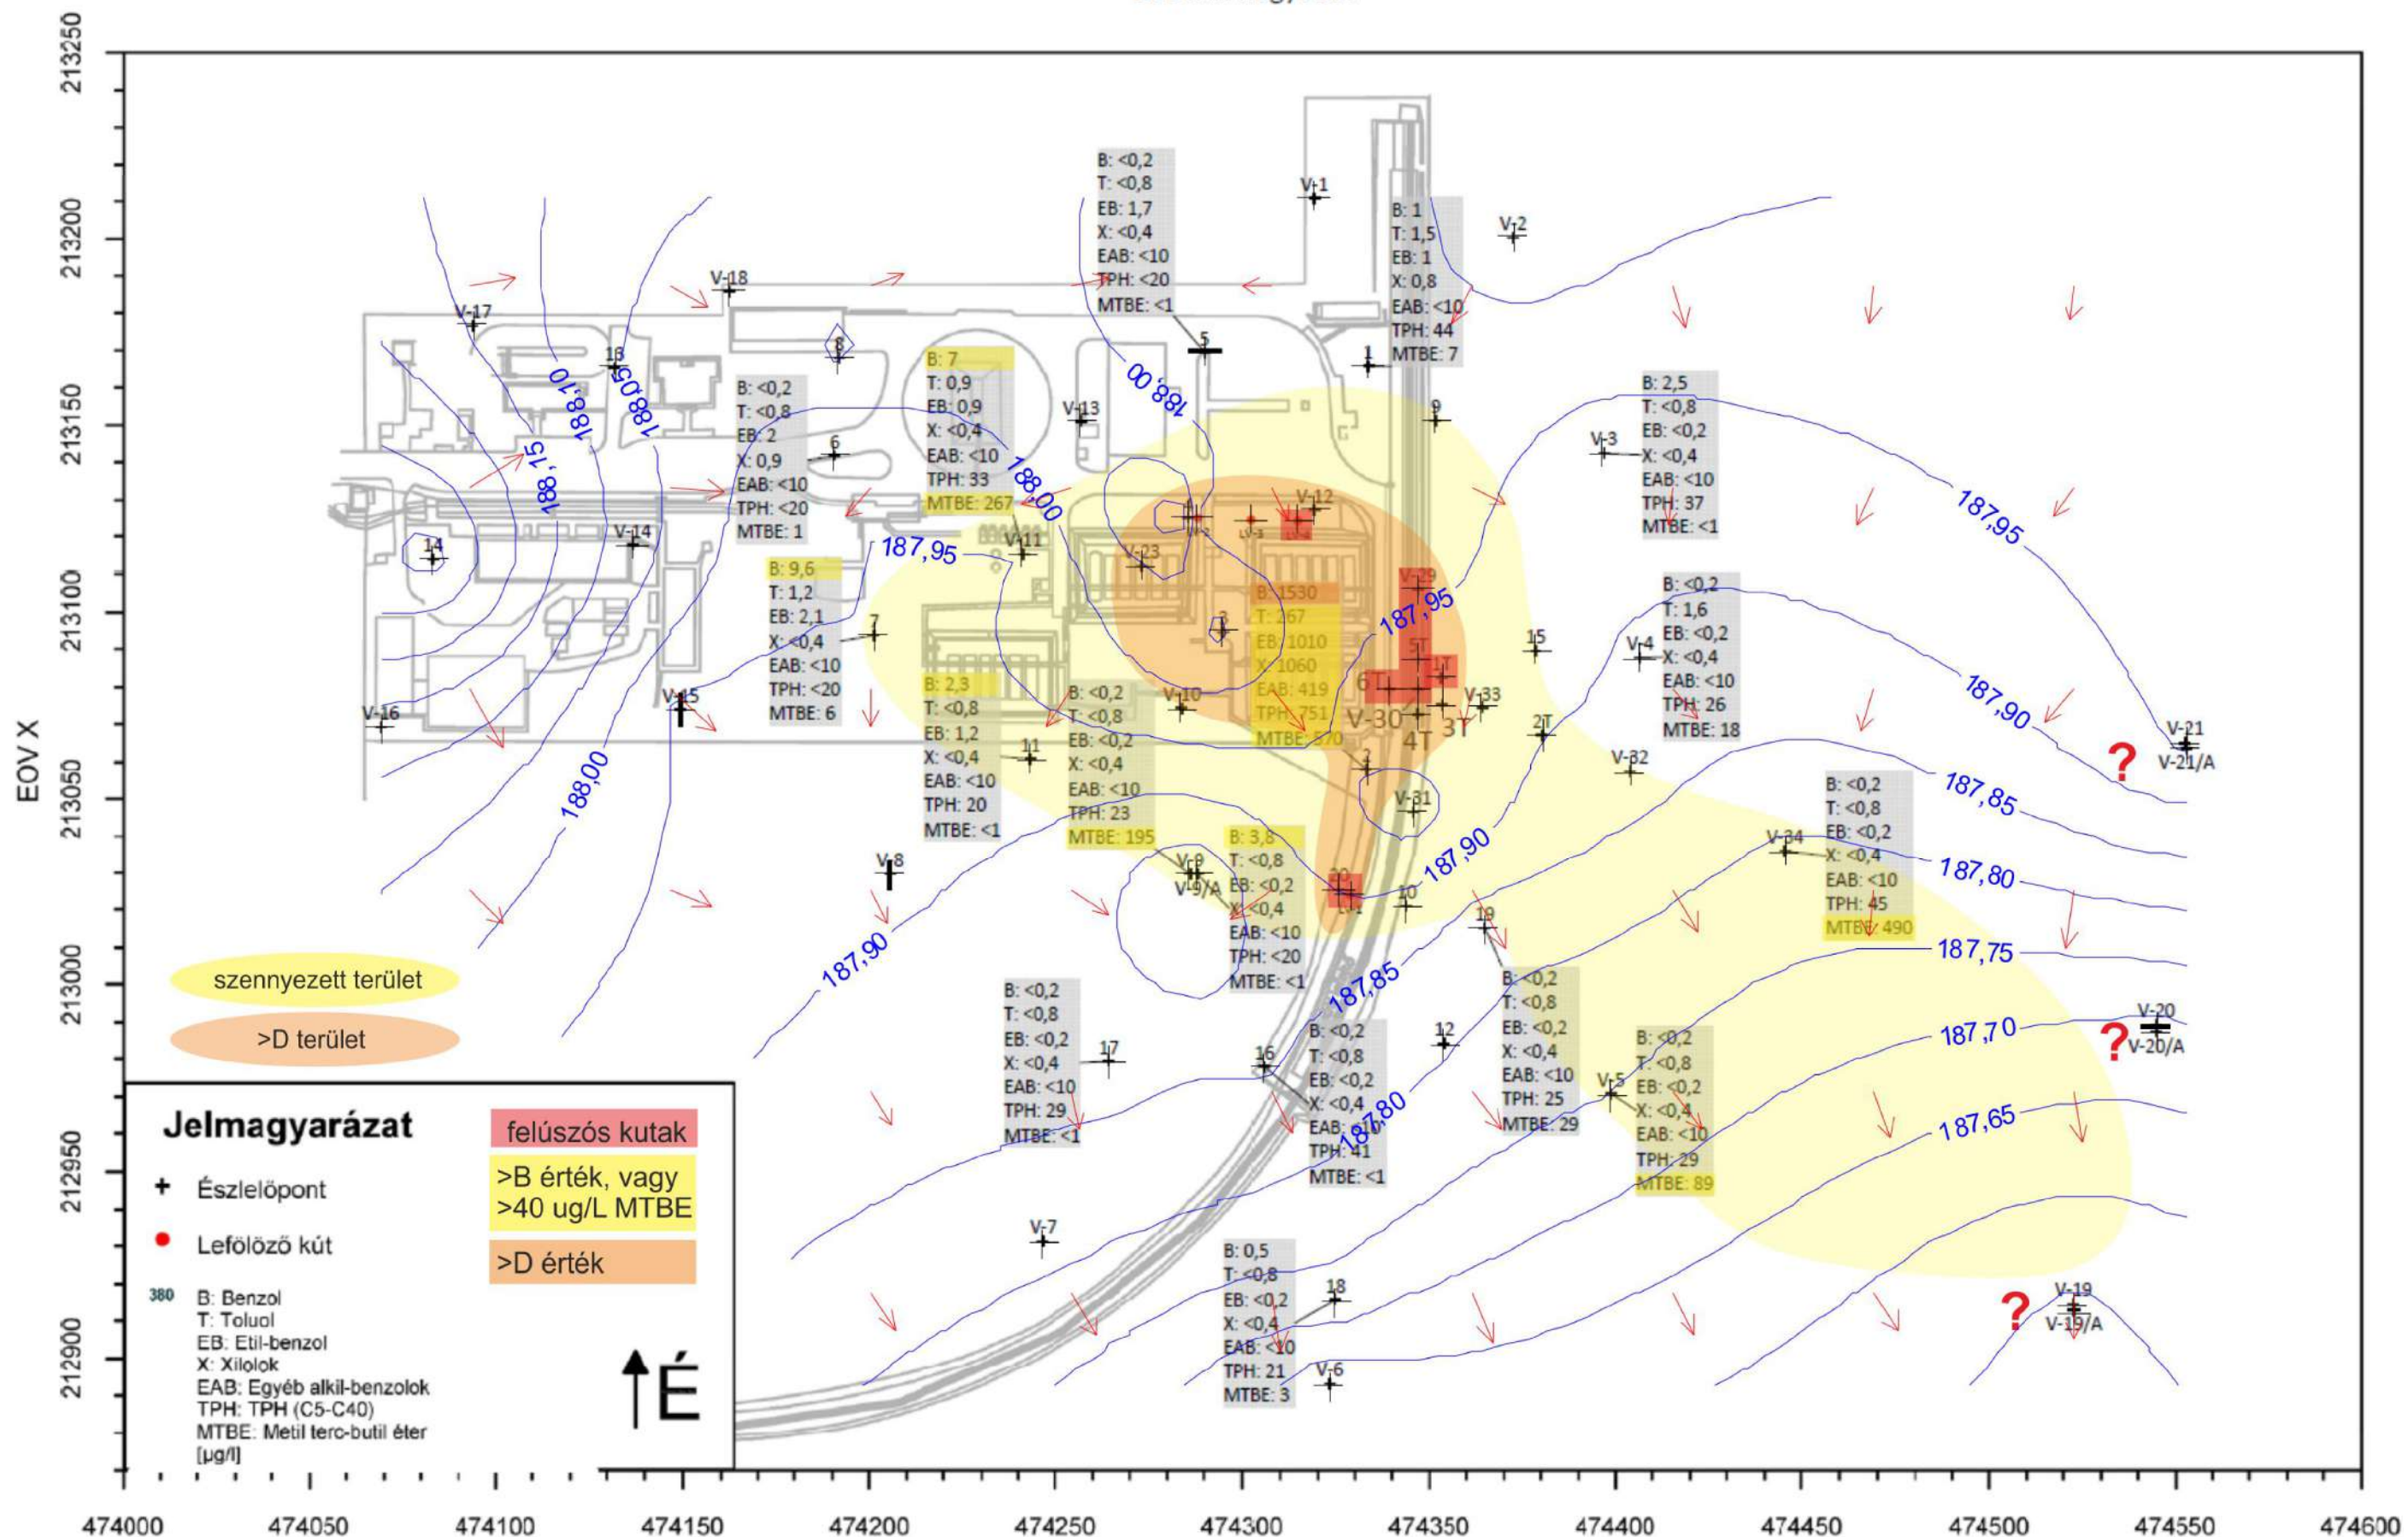 213250
213200
213150
213100
213050
213000
212950
212900
EOV X
V-1
V-2
V-18
V-17
13
8
V-13
5
1
9
V-3
6
V-12
V-11
V-23
LV-3
V-14
14
7
3
V-29
5T
1T
6T
V-30
4T
3T
V-33
2T
15
V-4
V-32
V-15
V-16
V-10
11
2
V-31
V-34
V-21
V-21/A
?
V-8
V-9
V-9/A
10
19
V-20
V-20/A
?
17
16
12
V-5
V-7
18
V-6
V-19
V-19/A
?
B: <0,2
T: <0,8
EB: 1,7
X: <0,4
EAB: <10
TPH: <20
MTBE: <1
B: 1
T: 1,5
EB: 1
X: 0,8
EAB: <10
TPH: 44
MTBE: 7
B: <0,2
T: <0,8
EB: 2
X: 0,9
EAB: <10
TPH: <20
MTBE: 1
B: 7
T: 0,9
EB: 0,9
X: <0,4
EAB: <10
TPH: 33
MTBE: 267
B: 2,5
T: <0,8
EB: <0,2
X: <0,4
EAB: <10
TPH: 37
MTBE: <1
B: 9,6
T: 1,2
EB: 2,1
X: <0,4
EAB: <10
TPH: <20
MTBE: 6
B: 1530
T: 267
EB: 1010
X: 1060
EAB: 419
TPH: 751
MTBE: 570
B: <0,2
T: 1,6
EB: <0,2
X: <0,4
EAB: <10
TPH: 26
MTBE: 18
B: 2,3
T: <0,8
EB: 1,2
X: <0,4
EAB: <10
TPH: 20
MTBE: <1
B: <0,2
T: <0,8
EB: <0,2
X: <0,4
EAB: <10
TPH: 23
MTBE: 195
B: 3,8
T: <0,8
EB: <0,2
X: <0,4
EAB: <10
TPH: <20
MTBE: <1
B: <0,2
T: <0,8
EB: <0,2
X: <0,4
EAB: <10
TPH: 45
MTBE: 490
B: <0,2
T: <0,8
EB: <0,2
X: <0,4
EAB: <10
TPH: 29
MTBE: <1
B: <0,2
T: <0,8
EB: <0,2
X: <0,4
EAB: <10
TPH: 41
MTBE: <1
B: <0,2
T: <0,8
EB: <0,2
X: <0,4
EAB: <10
TPH: 25
MTBE: 29
B: <0,2
T: <0,8
EB: <0,2
X: <0,4
EAB: <10
TPH: 29
MTBE: 89
B: 0,5
T: <0,8
EB: <0,2
X: <0,4
EAB: <10
TPH: 21
MTBE: 3
188,15
188,10
188,05
188,00
188,00
188,00
187,95
187,95
187,95
187,90
187,90
187,90
187,85
187,85
187,80
187,80
187,75
187,70
187,65
szennyezett terület
>D terület
Jelmagyarázat
Észlelőpont
Lefölöző kút
380
B: Benzol
T: Toluol
EB: Etil-benzol
X: Xilolok
EAB: Egyéb alkil-benzolok
TPH: TPH (C5-C40)
MTBE: Metil terc-butil éter
[µg/l]
felúszós kutak
>B érték, vagy
>40 ug/L MTBE
>D érték
É
474000 474050 474100 474150 474200 474250 474300 474350 474400 474450 474500 474550 474600